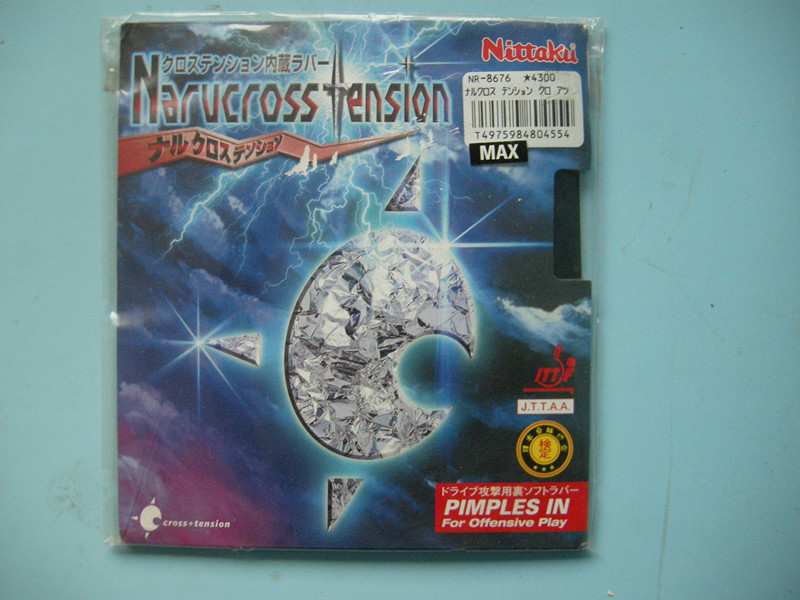 クロステンション内蔵ラバー
Narucross Tension
ナルクロステンション
Nittaku
NR-8676 ★4300
ナルクロス テンション クロ アツ
T4975984804554
MAX
ITTF
J.T.T.A.A.
検定
ドライブ攻撃用裏ソフトラバー
PIMPLES IN
For Offensive Play
cross+tension